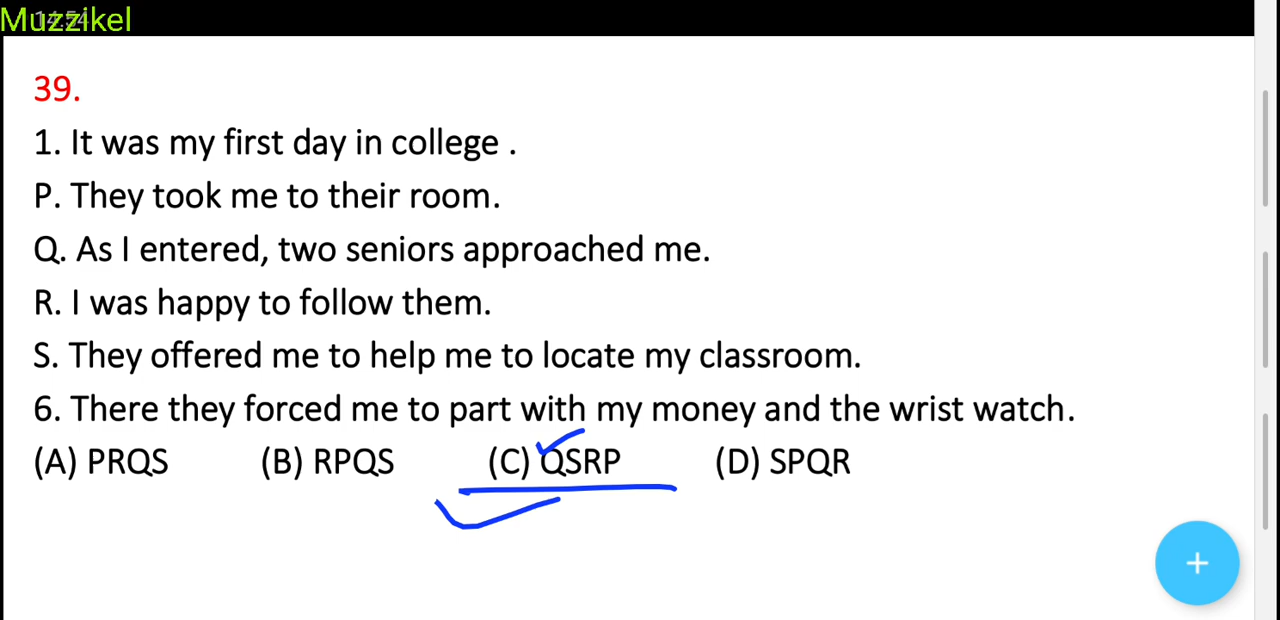 Muzzikel
14:54
39.
1. It was my first day in college .
P. They took me to their room.
Q. As I entered, two seniors approached me.
R. I was happy to follow them.
S. They offered me to help me to locate my classroom.
6. There they forced me to part with my money and the wrist watch.
(A) PRQS (B) RPQS (C) QSRP (D) SPQR
+